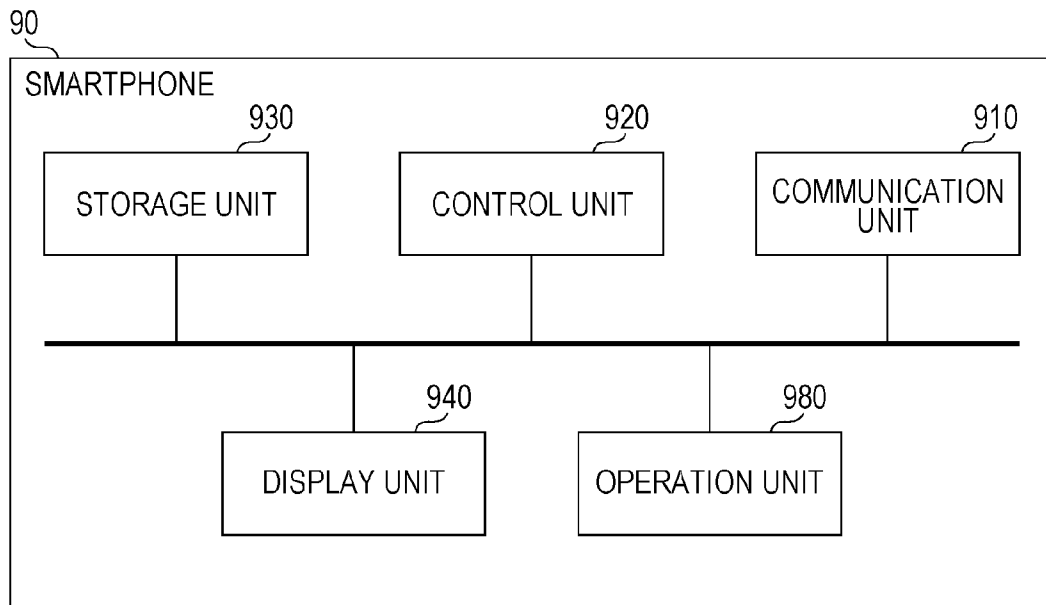 90
SMARTPHONE
930
920
910
STORAGE UNIT
CONTROL UNIT
COMMUNICATION
UNIT
940
980
DISPLAY UNIT
OPERATION UNIT